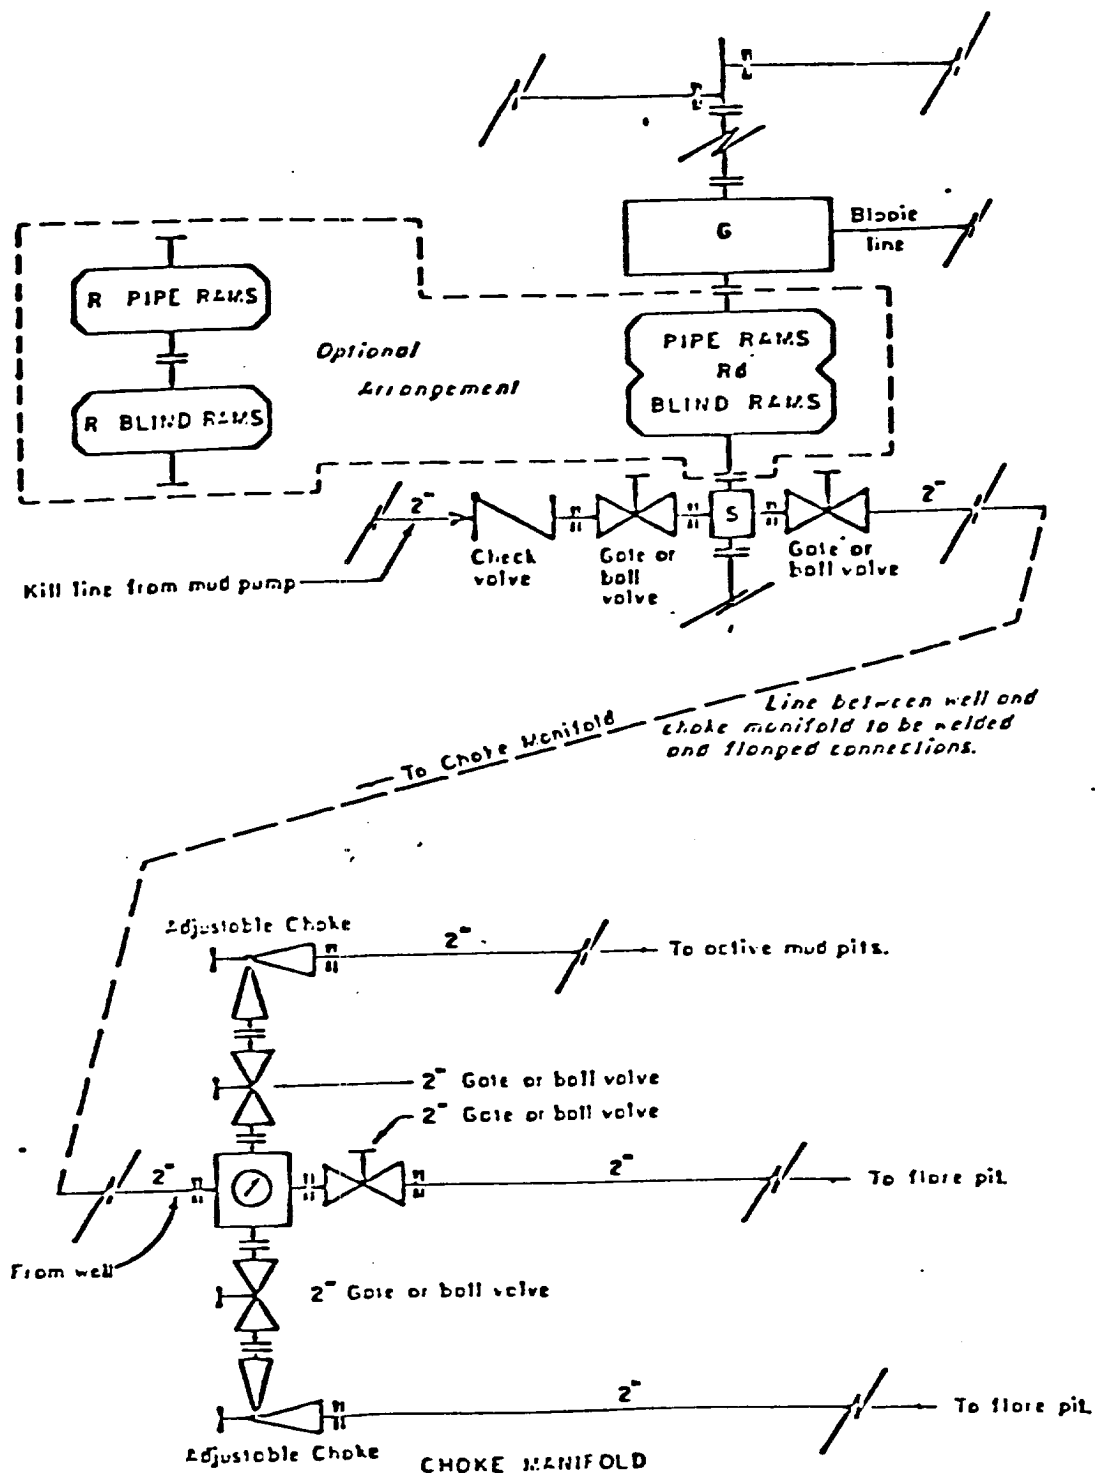 G
Blooie
line
R PIPE RAMS
Optional
Arrangement
R BLIND RAMS
PIPE RAMS
Rd
BLIND RAMS
2"
Check
valve
Gate or
ball
valve
S
Gate or
ball valve
2"
Kill line from mud pump
Line between well and
choke manifold to be welded
and flanged connections.
To Choke Manifold
Adjustable Choke
2"
To active mud pits.
2" Gate or ball valve
2" Gate or ball valve
2"
2"
To flare pit
From well
2" Gate or ball valve
2"
To flare pit
Adjustable Choke
CHOKE MANIFOLD